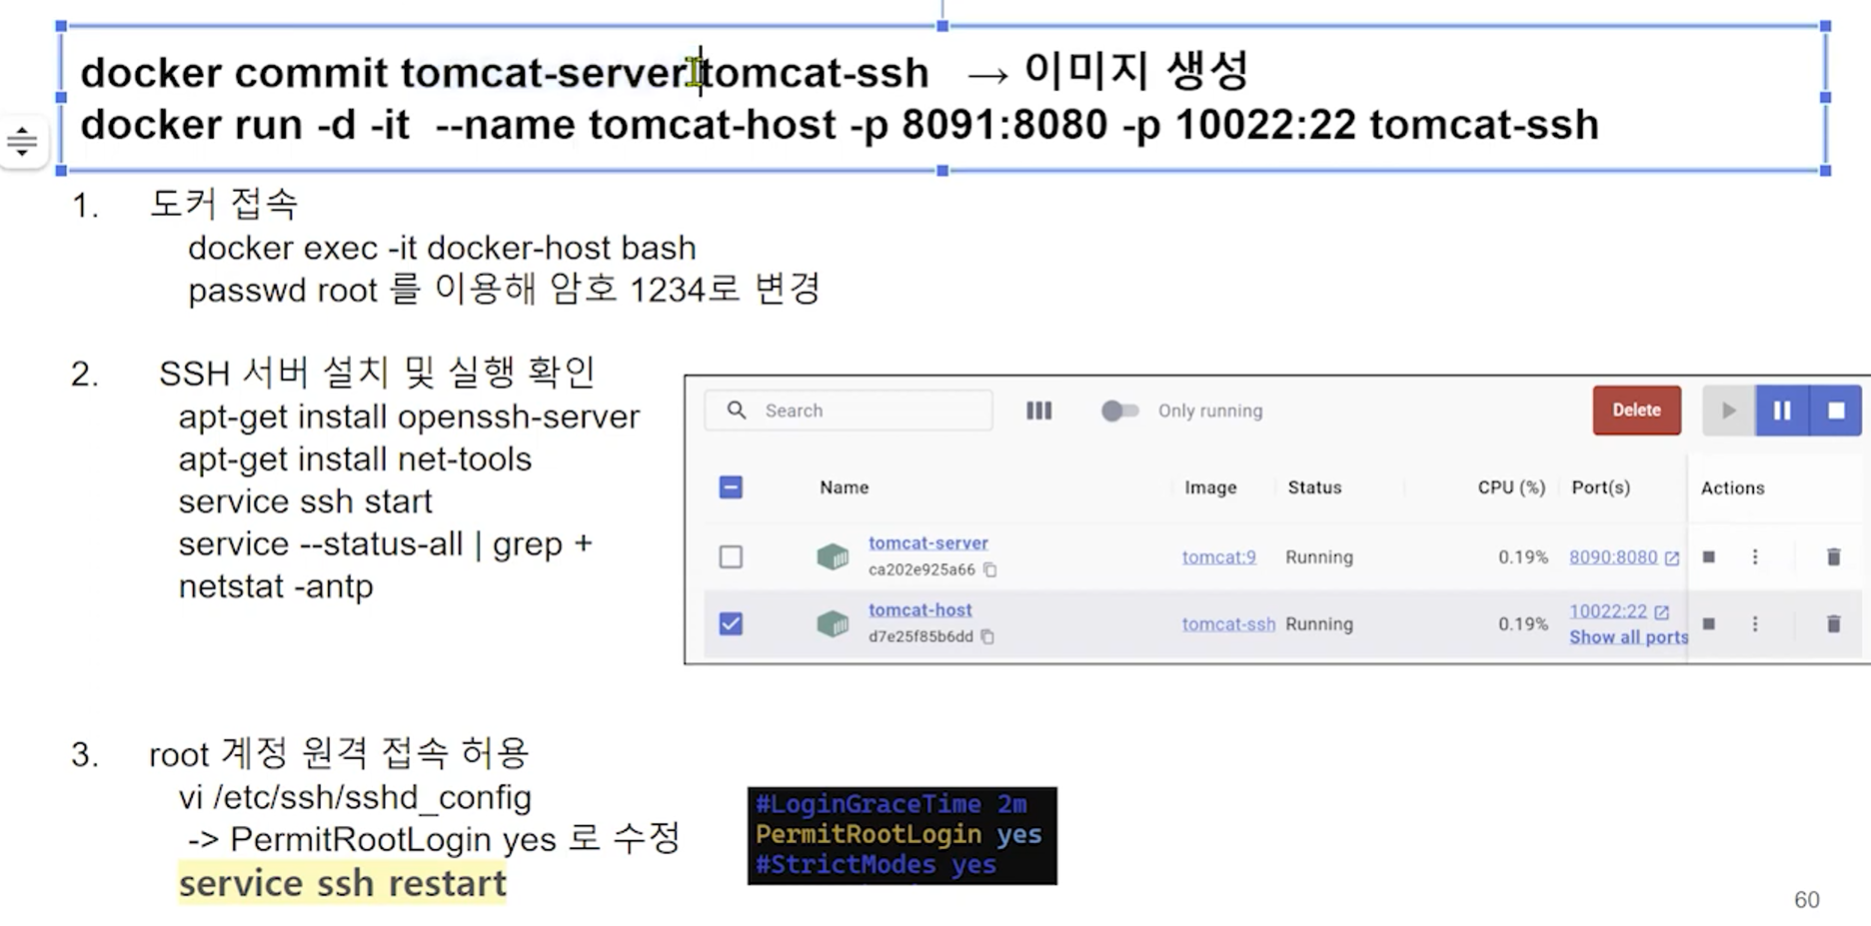 docker commit tomcat-server tomcat-ssh → 이미지 생성
docker run -d -it --name tomcat-host -p 8091:8080 -p 10022:22 tomcat-ssh
1. 도커 접속
docker exec -it docker-host bash
passwd root 를 이용해 암호 1234로 변경
2. SSH 서버 설치 및 실행 확인
apt-get install openssh-server
apt-get install net-tools
service ssh start
service --status-all | grep +
netstat -antp
Search Only running Delete
Name Image Status CPU (%) Port(s) Actions
tomcat-server
ca202e925a66 tomcat:9 Running 0.19% 8090:8080
tomcat-host
d7e25f85b6dd tomcat-ssh Running 0.19% 10022:22
Show all ports
3. root 계정 원격 접속 허용
vi /etc/ssh/sshd_config
-> PermitRootLogin yes 로 수정
service ssh restart
#LoginGraceTime 2m
PermitRootLogin yes
#StrictModes yes
60